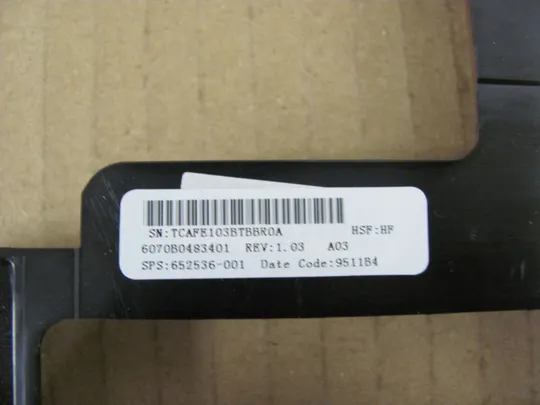 SN:TCAFE103BTBBR0A HSF:HF
6070B0483401 REV:1.03 A03
SPS:652536-001 Date Code:9511B4